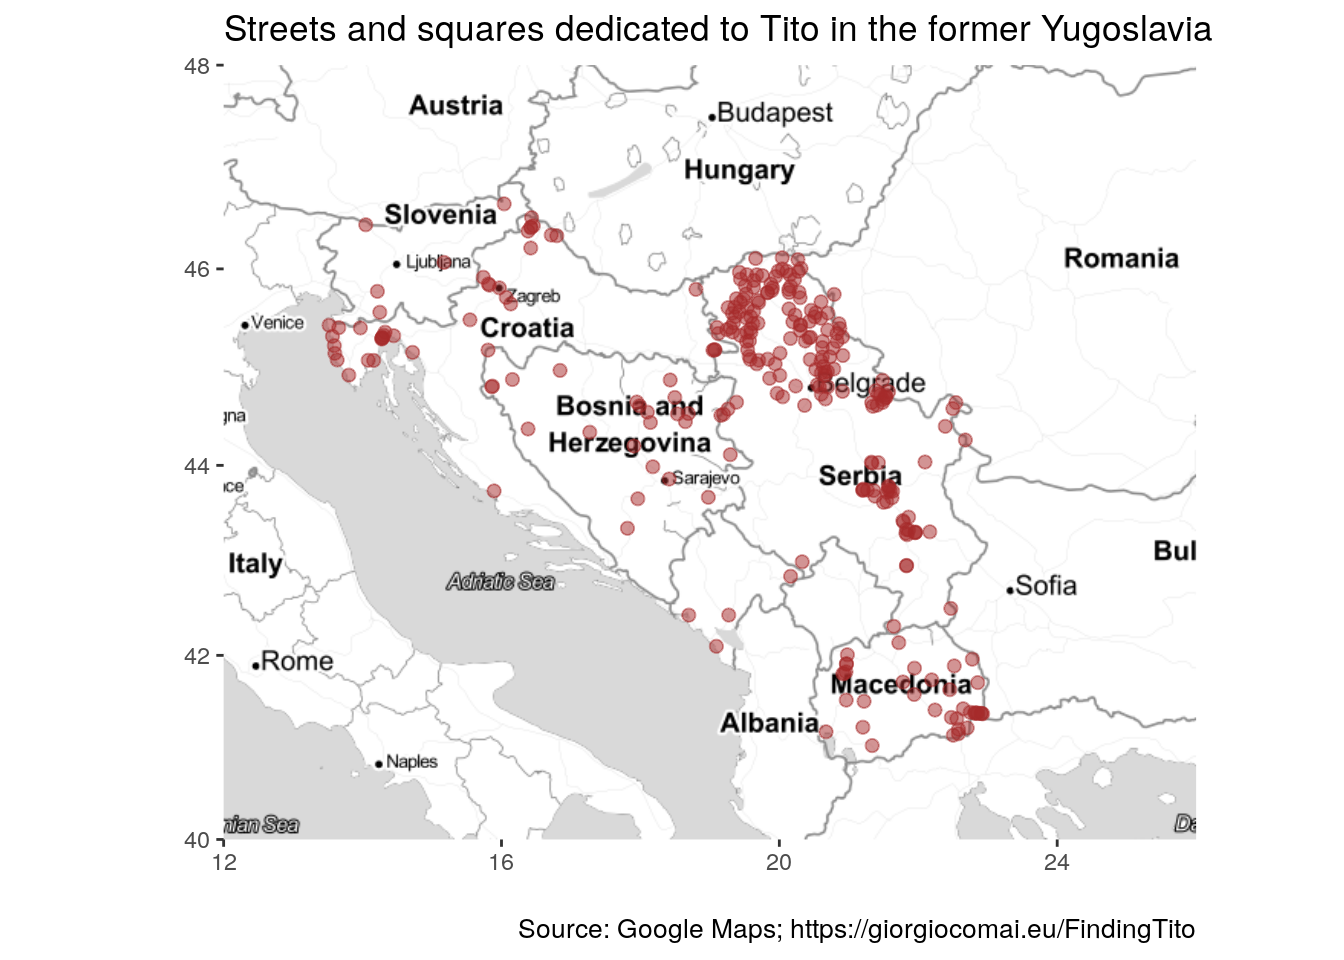 Streets and squares dedicated to Tito in the former Yugoslavia
48
Austria
Budapest
Hungary
Slovenia
Romania
46
Ljubljana
Zagreb
Venice
Croatia
Belgrade
Bosnia and
Herzegovina
gna
44
Serbia
Sarajevo
ice
Italy
Bul
Adriatic Sea
Sofia
42
Rome
Macedonia
Albania
Naples
nian Sea
Da
40
12
16
20
24
Source: Google Maps; https://giorgiocomai.eu/FindingTito